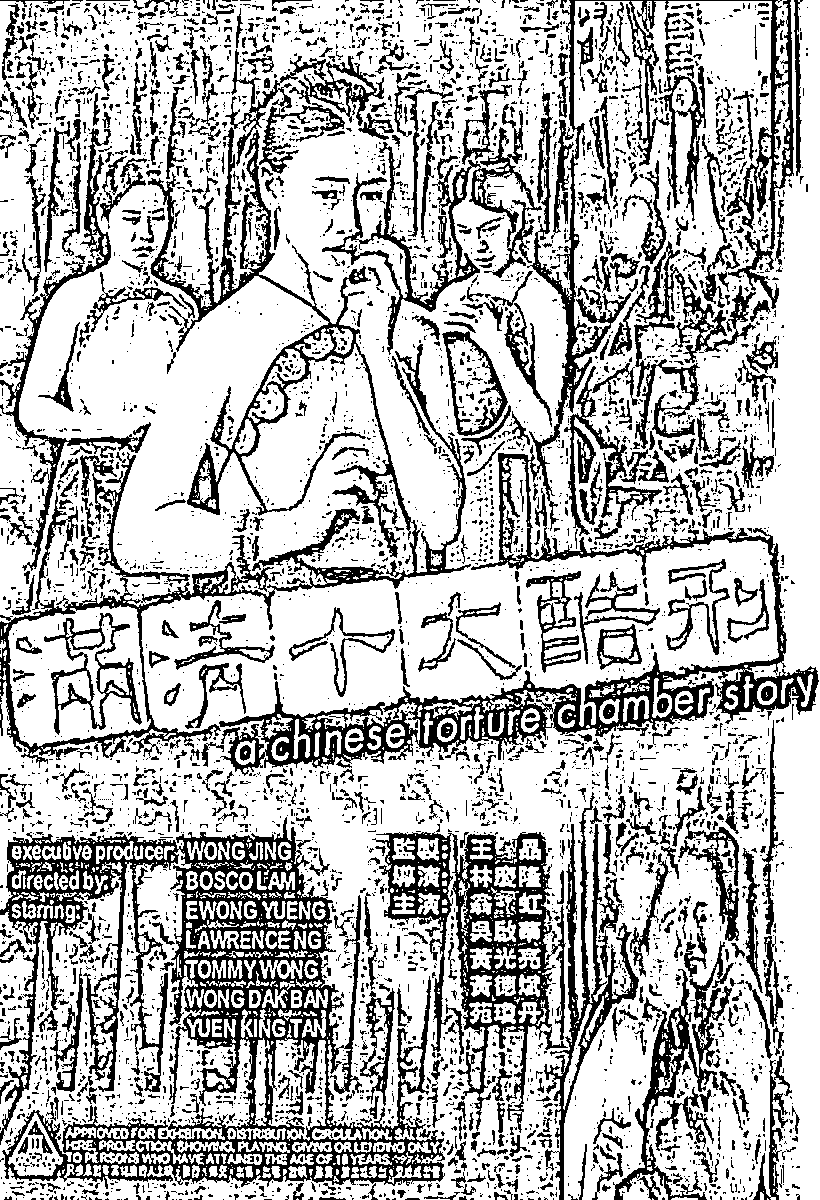 滿清十大酷刑
a chinese torture chamber story
executive producer: WONG JING
directed by: BOSCO LAM
starring: EWONG YUENG
LAWRENCE NG
TOMMY WONG
WONG DAK BAN
YUEN KING TAN
監製: 王 晶
導演: 林慶隆
主演: 翁 虹
吳啟華
黃光亮
黃德斌
苑瓊丹
III
APPROVED FOR EXHIBITION, DISTRIBUTION, CIRCULATION, SALE,
HIRE, PROJECTION, SHOWING, PLAYING, GIVING OR LENDING ONLY
TO PERSONS WHO HAVE ATTAINED THE AGE OF 18 YEARS